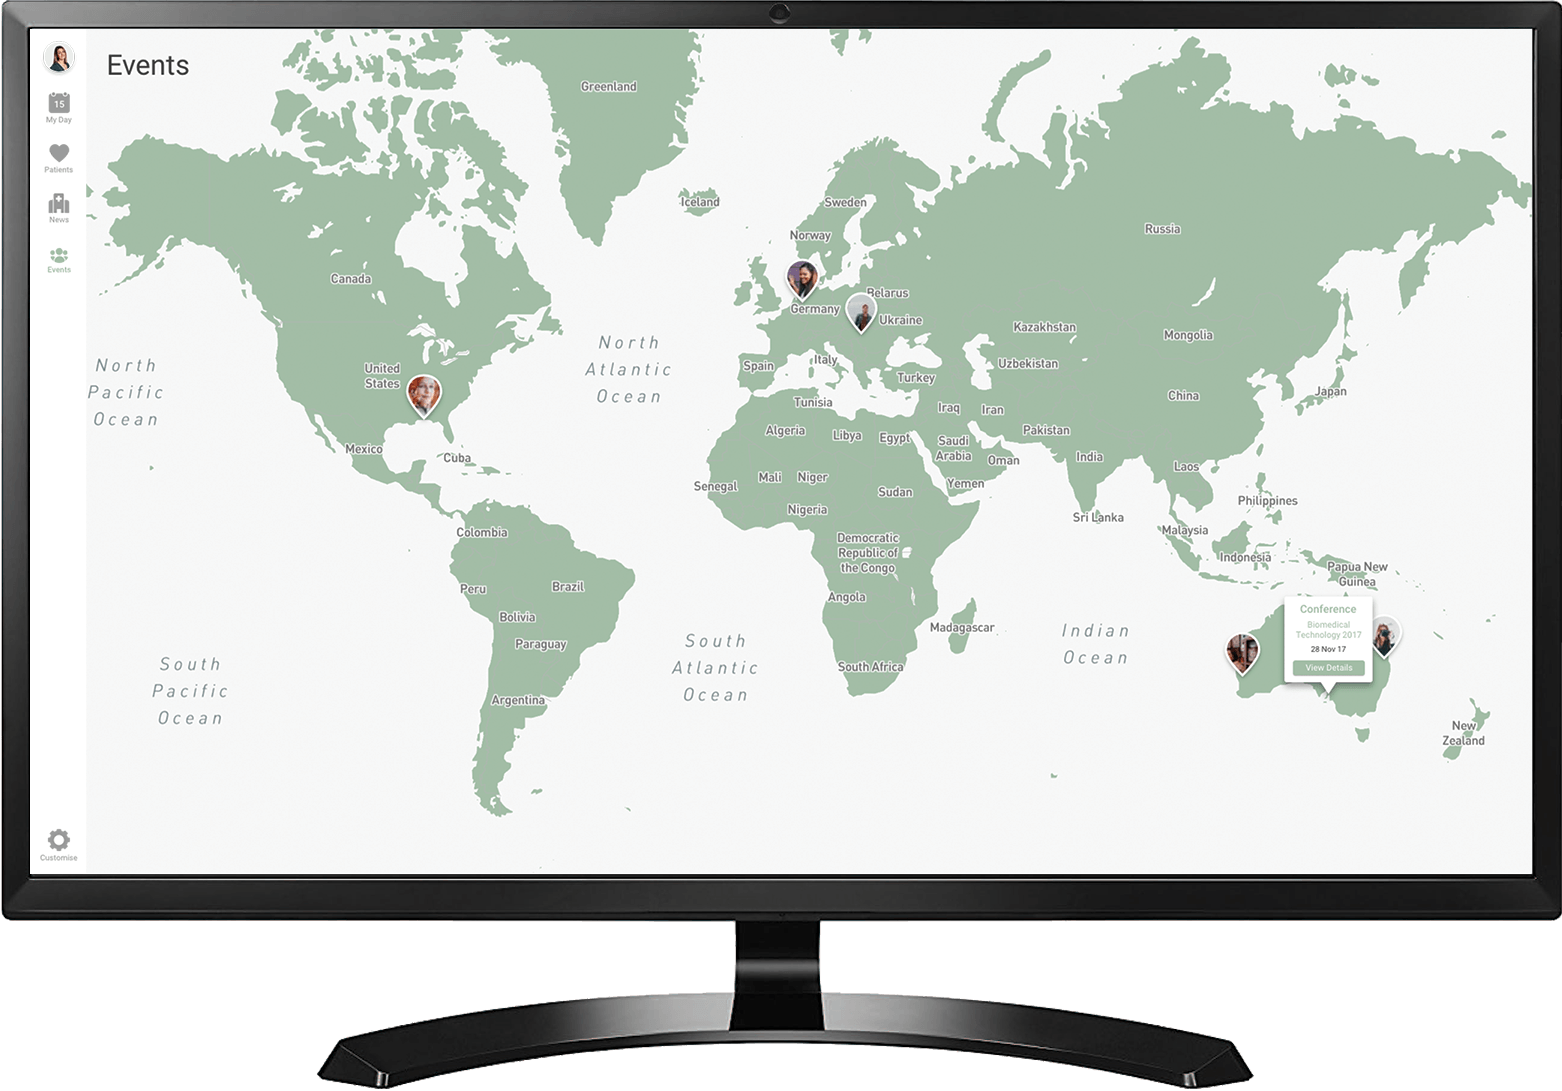 Events
15
My Day
Patients
News
Events
Customise
Greenland
Iceland
Sweden
Norway
Russia
Canada
Belarus
Germany
Ukraine
Kazakhstan
Mongolia
North
Pacific
Ocean
North
Atlantic
Ocean
United
States
Spain
Italy
Uzbekistan
Turkey
China
Japan
Tunisia
Iraq
Iran
Algeria
Libya
Egypt
Saudi
Arabia
Pakistan
Mexico
Cuba
Oman
India
Laos
Mali
Niger
Senegal
Sudan
Yemen
Nigeria
Philippines
Sri Lanka
Colombia
Democratic
Republic of
the Congo
Malaysia
Indonesia
Papua New
Guinea
Peru
Brazil
Angola
Bolivia
Paraguay
Madagascar
Indian
Ocean
South
Atlantic
Ocean
South
Pacific
Ocean
South Africa
Argentina
Conference
Biomedical
Technology 2017
28 Nov 17
View Details
New
Zealand